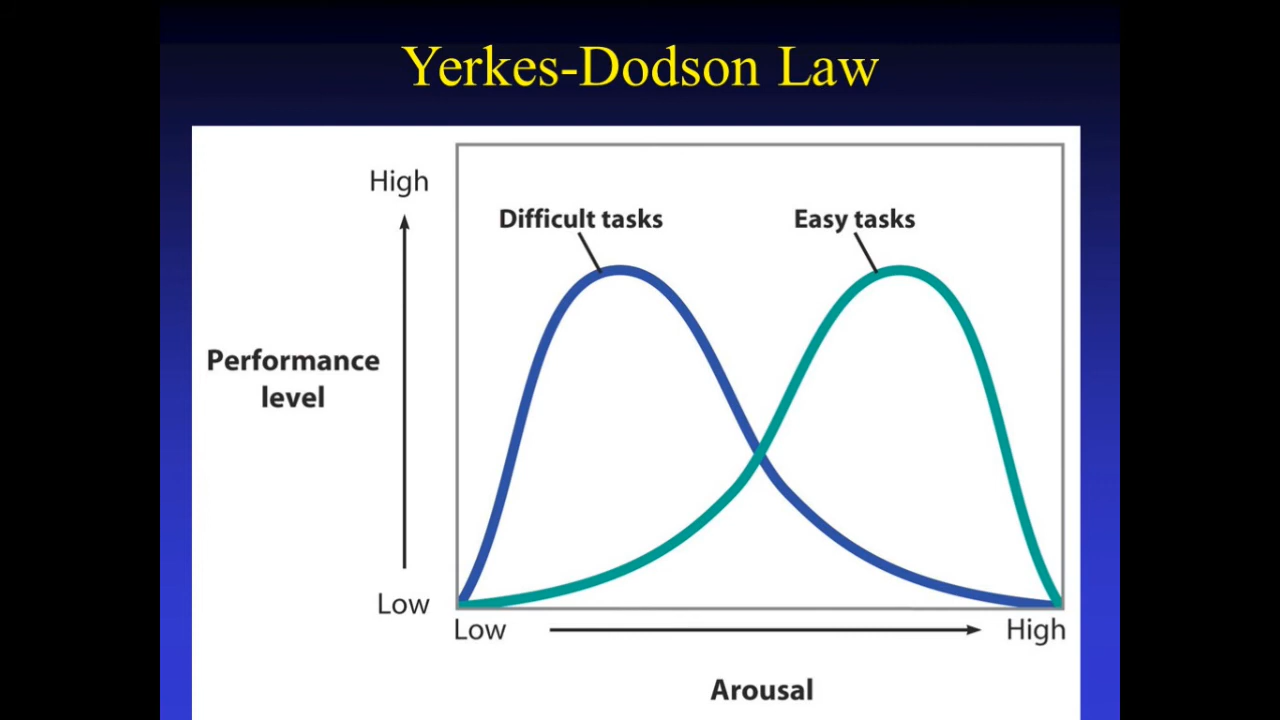 Yerkes-Dodson Law
High
Difficult tasks
Easy tasks
Performance
level
Low
Low
High
Arousal